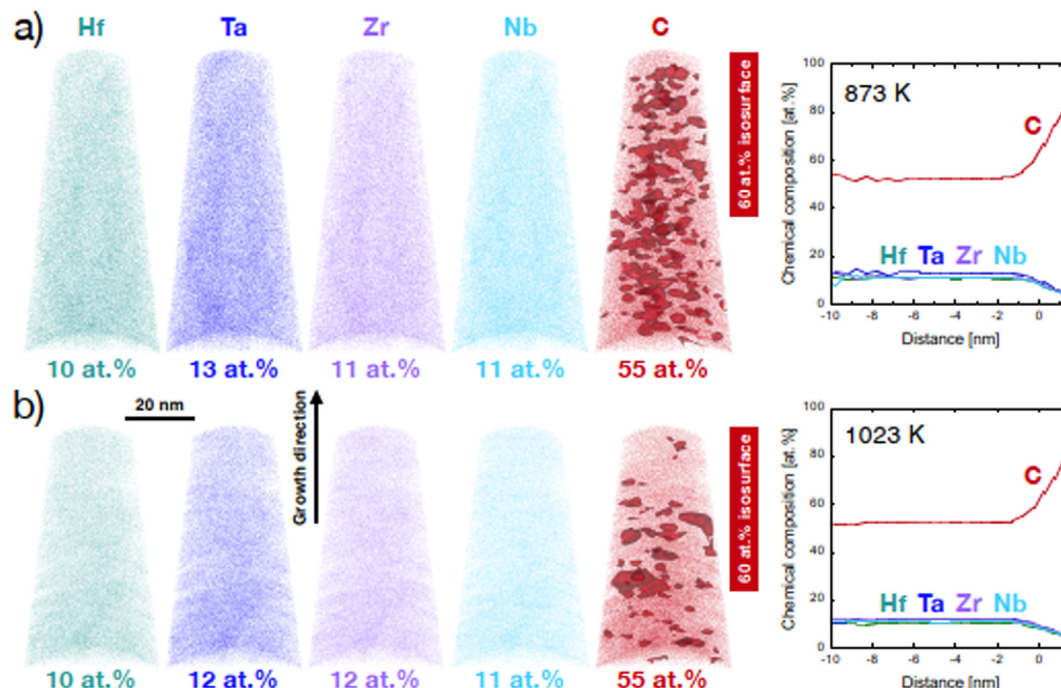 a)
Hf Ta Zr Nb C
60 at.% isosurface
10 at.% 13 at.% 11 at.% 11 at.% 55 at.%
873 K
C
Hf Ta Zr Nb
Chemical composition [at.%]
100
80
60
40
20
0
-10 -8 -6 -4 -2 0
Distance [nm]
b)
20 nm
Growth direction
60 at.% isosurface
10 at.% 12 at.% 12 at.% 11 at.% 55 at.%
1023 K
C
Hf Ta Zr Nb
Chemical composition [at.%]
100
80
60
40
20
0
-10 -8 -6 -4 -2 0
Distance [nm]